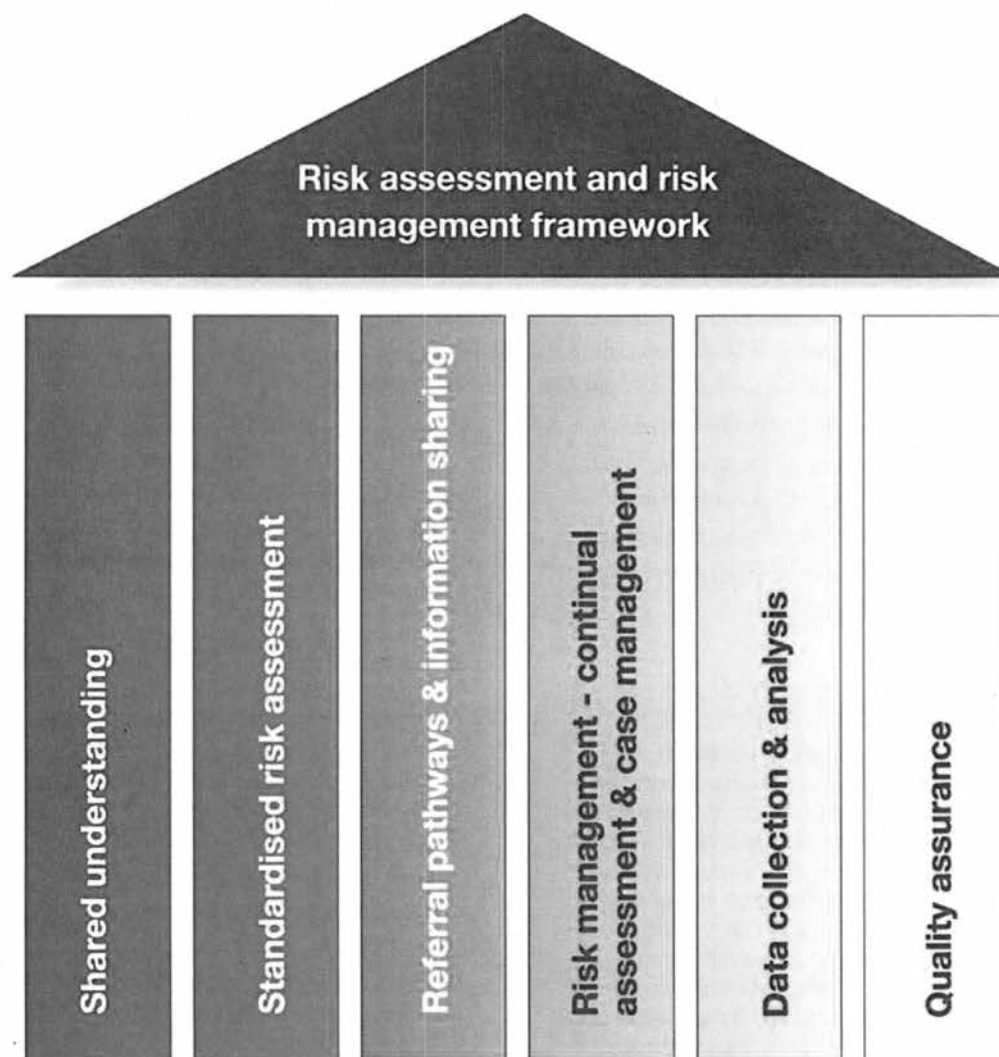 Risk assessment and risk
management framework
Shared understanding
Standardised risk assessment
Referral pathways & information sharing
Risk management - continual
assessment & case management
Data collection & analysis
Quality assurance